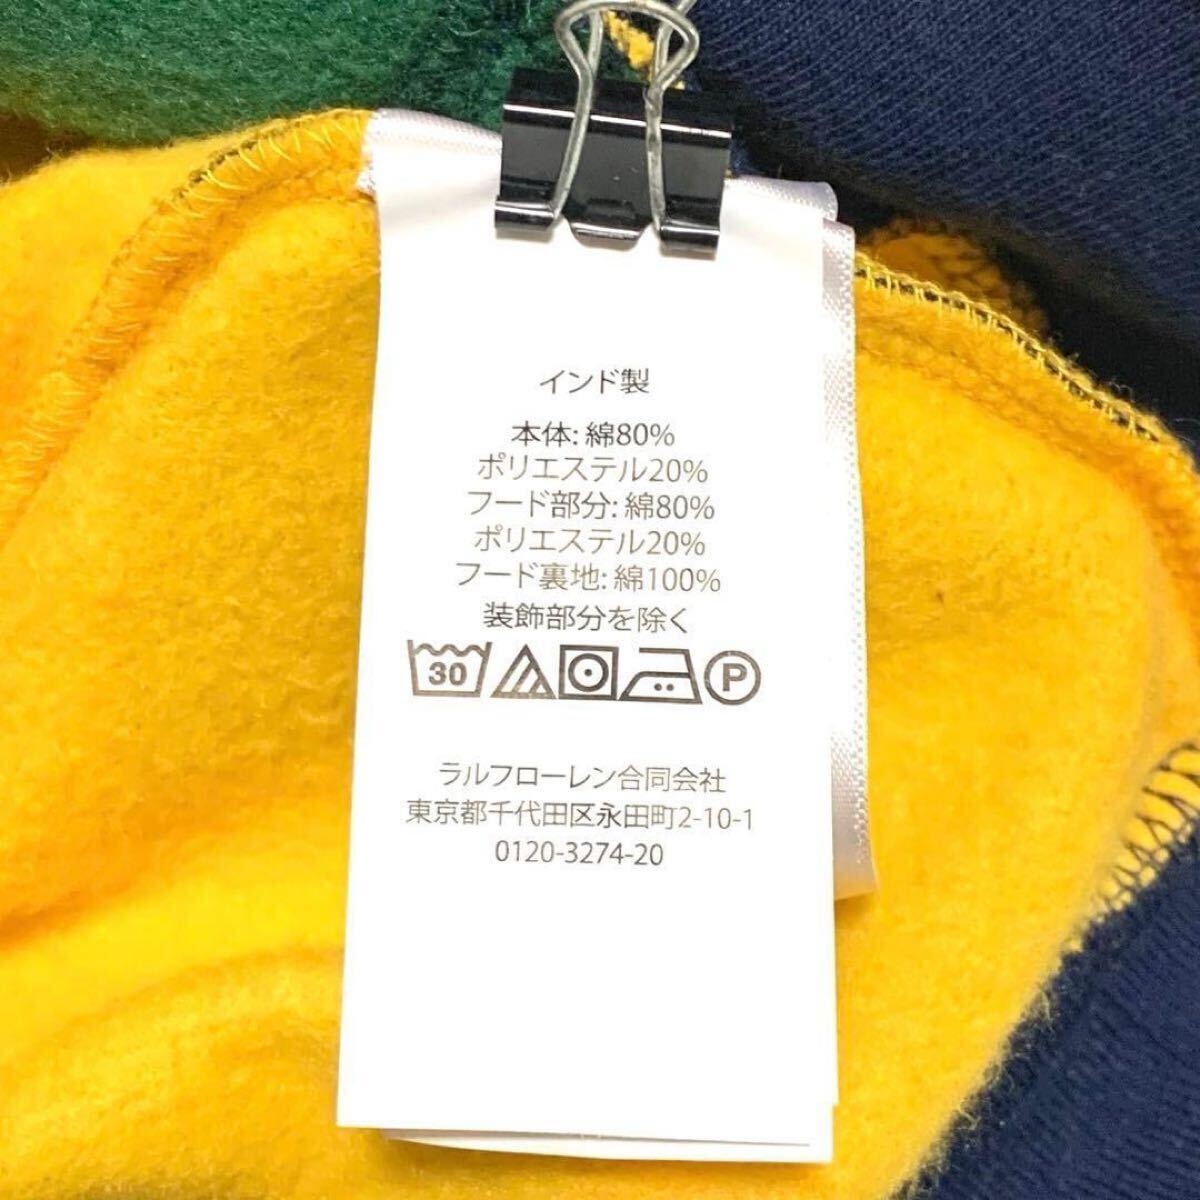 インド製
本体: 綿80%
ポリエステル20%
フード部分: 綿80%
ポリエステル20%
フード裏地: 綿100%
装飾部分を除く
30 P
ラルフローレン合同会社
東京都千代田区永田町2-10-1
0120-3274-20